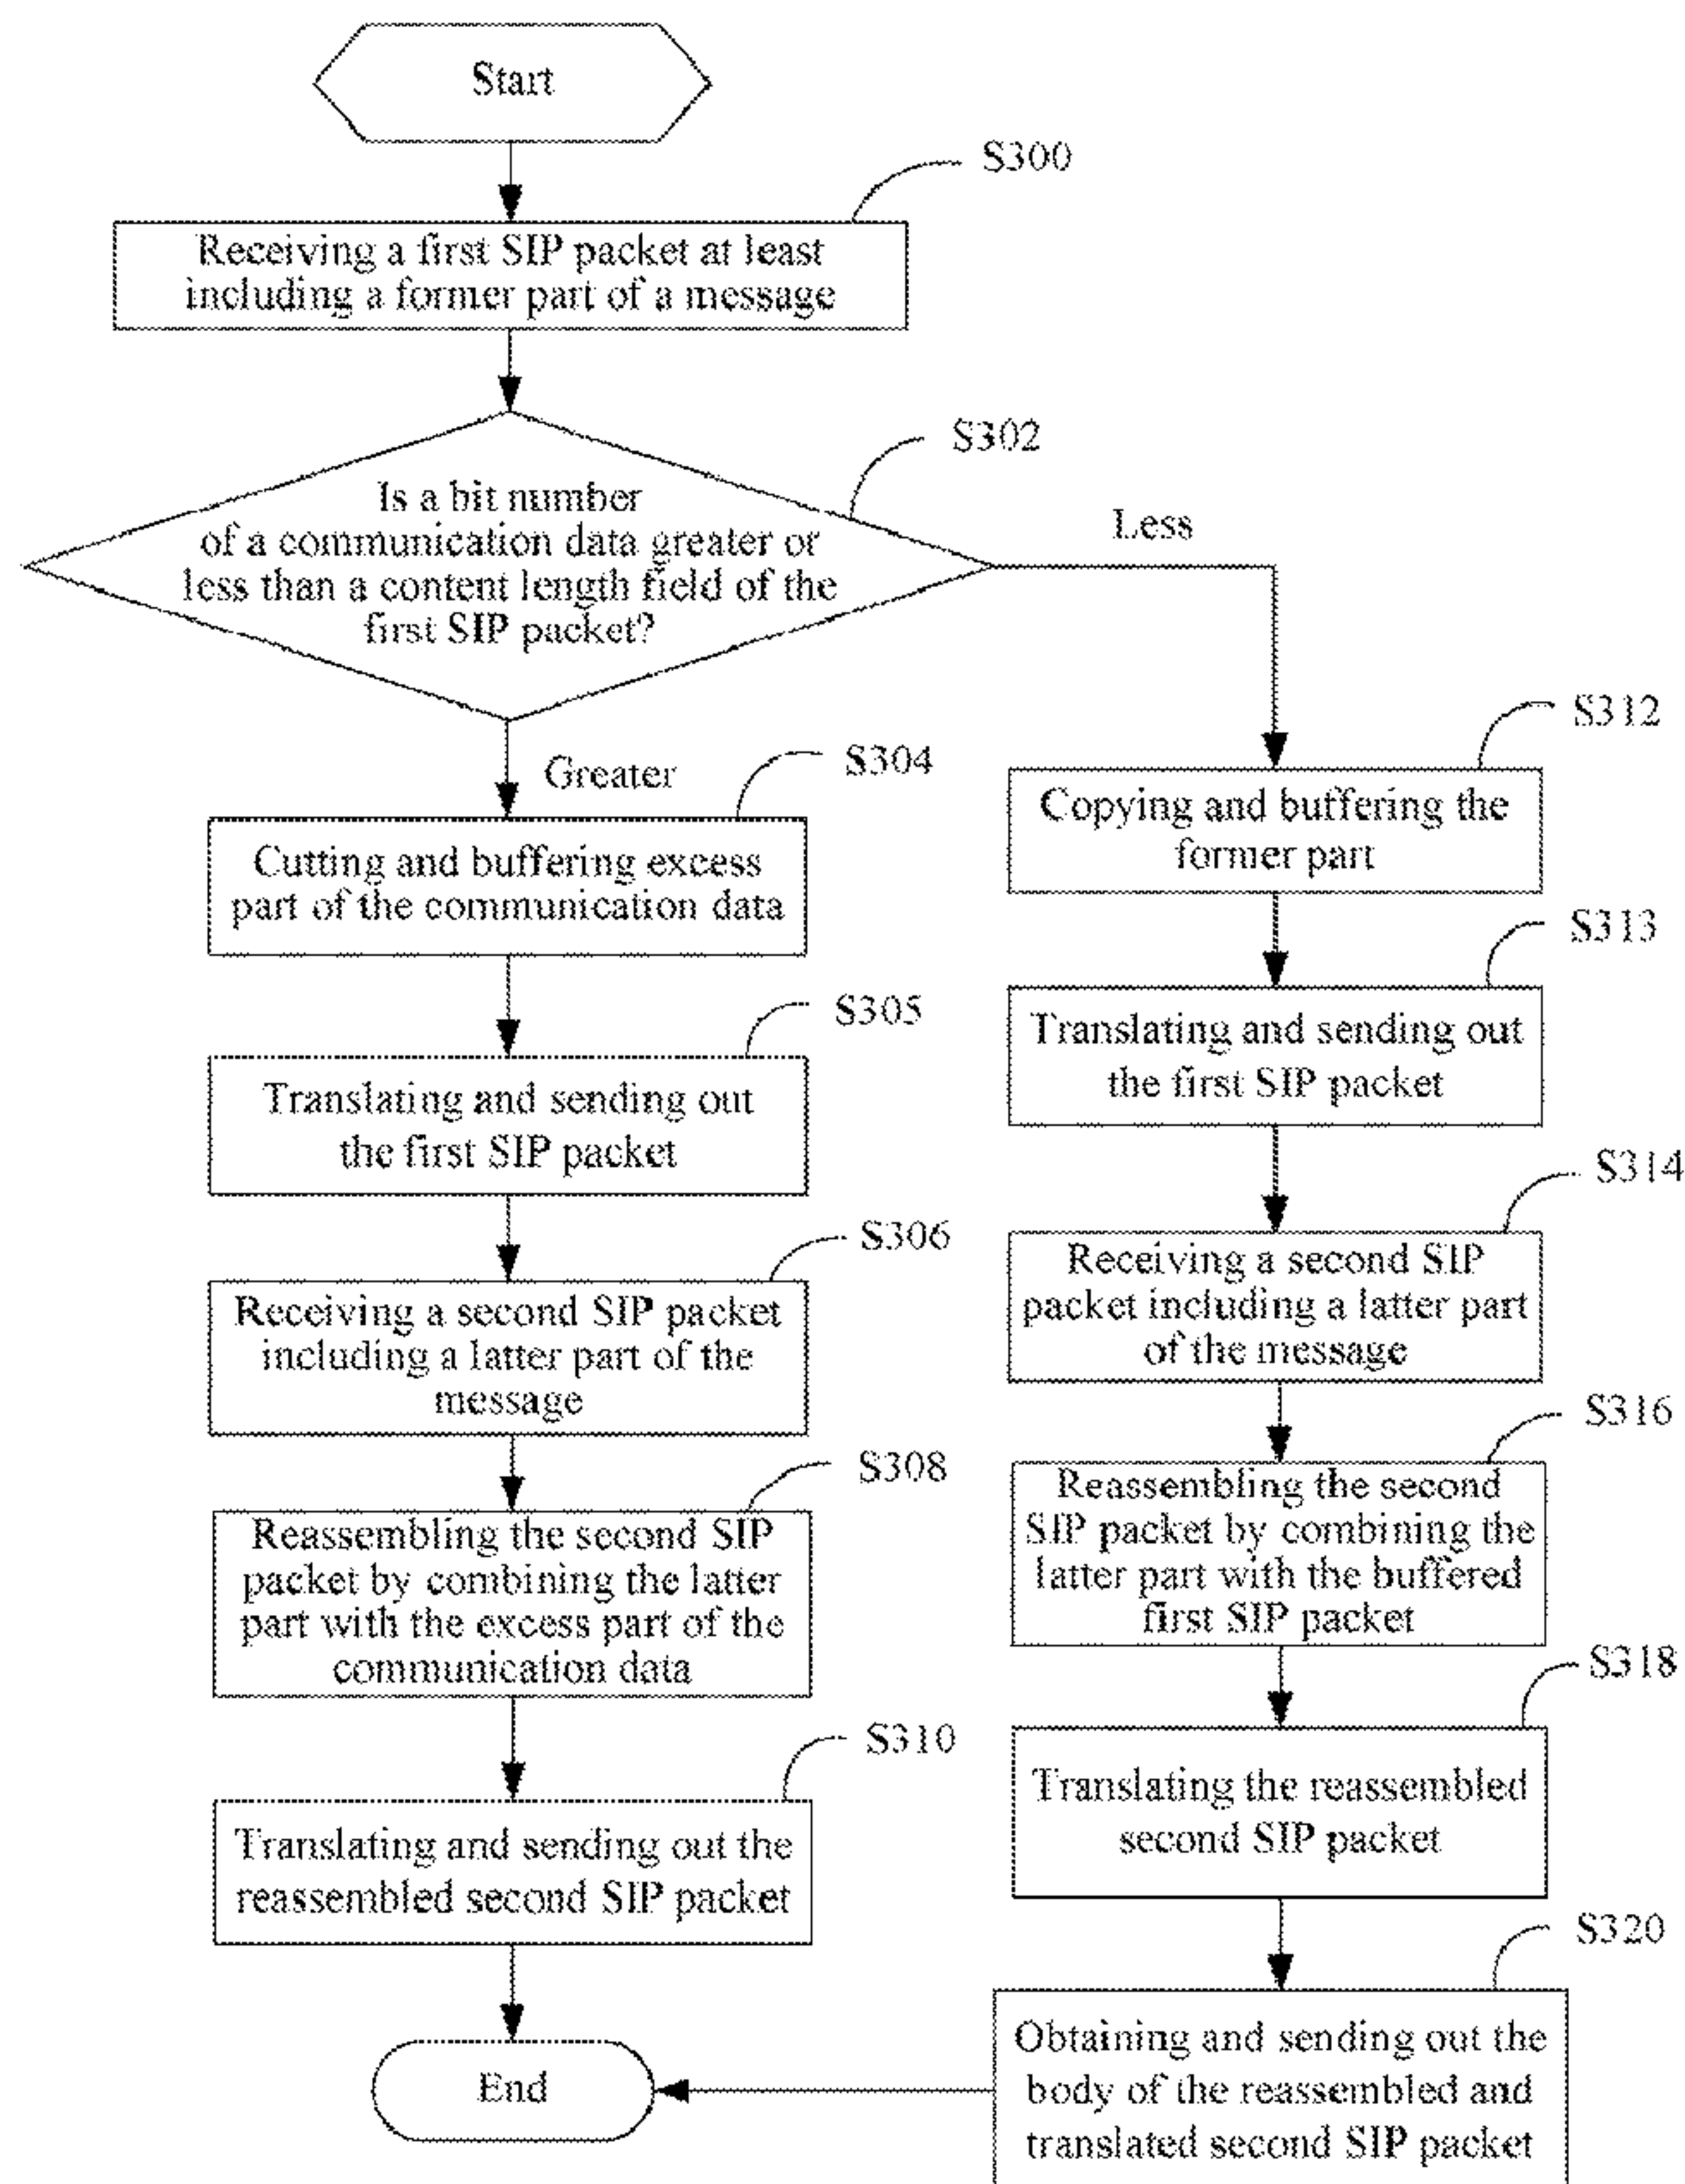 Start
S300
Receiving a first SIP packet at least
including a former part of a message
S302
Is a bit number
of a communication data greater or
less than a content length field of the
first SIP packet?
Less
Greater
S304
Cutting and buffering excess
part of the communication data
S305
Translating and sending out
the first SIP packet
S306
Receiving a second SIP packet
including a latter part of the
message
S308
Reassembling the second SIP
packet by combining the latter
part with the excess part of the
communication data
S310
Translating and sending out the
reassembled second SIP packet
S312
Copying and buffering the
former part
S313
Translating and sending out
the first SIP packet
S314
Receiving a second SIP
packet including a latter part
of the message
S316
Reassembling the second
SIP packet by combining the
latter part with the buffered
first SIP packet
S318
Translating the reassembled
second SIP packet
S320
Obtaining and sending out the
body of the reassembled and
translated second SIP packet
End